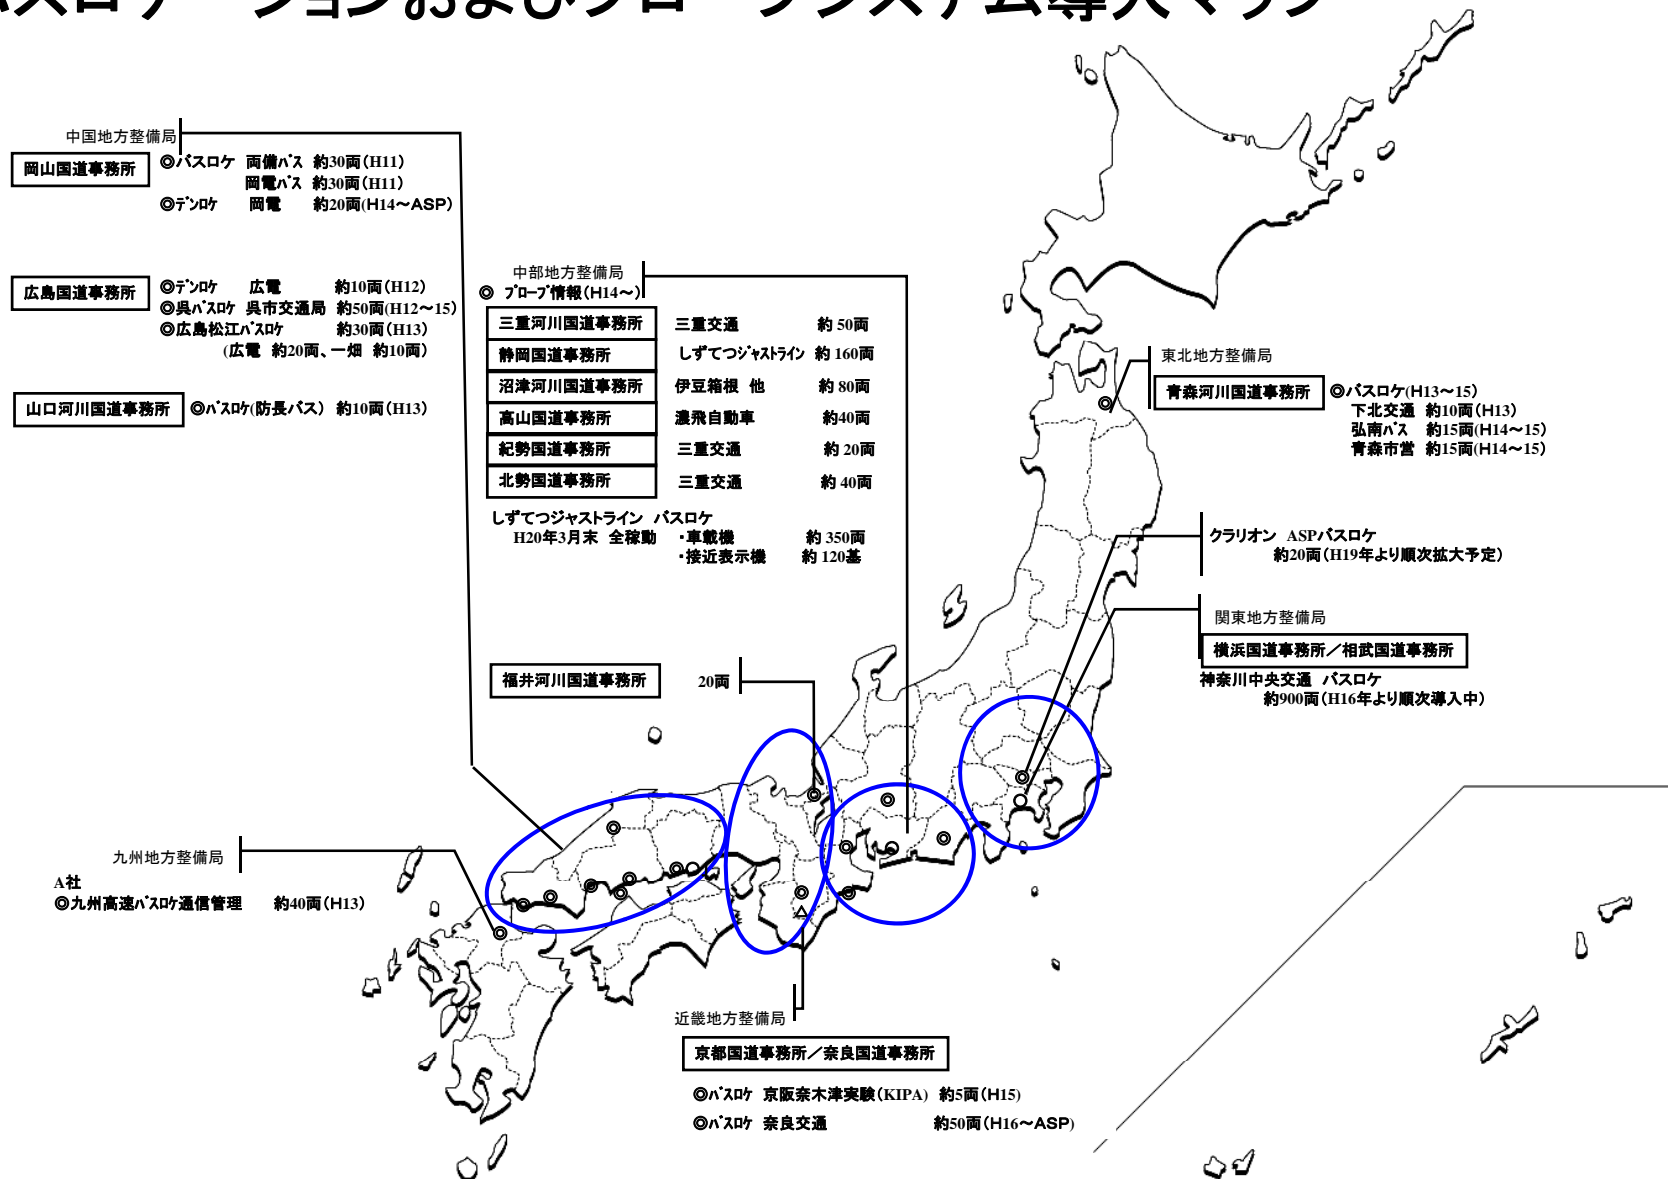 バスロケーションおよびプローブシステム導入マップ
中国地方整備局
岡山国道事務所
◎バスロケ 両備バス 約30両(H11)
岡電バス 約30両(H11)
◎デンロケ 岡電 約20両(H14～ASP)
広島国道事務所
◎デンロケ 広電 約10両(H12)
◎呉バスロケ 呉市交通局 約50両(H12～15)
◎広島松江バスロケ 約30両(H13)
(広電 約20両、一畑 約10両)
山口河川国道事務所
◎バスロケ(防長バス) 約10両(H13)
中部地方整備局
◎ プローブ情報(H14～)
三重河川国道事務所 三重交通 約 50両
静岡国道事務所 しずてつジャストライン 約 160両
沼津河川国道事務所 伊豆箱根 他 約 80両
高山国道事務所 濃飛自動車 約40両
紀勢国道事務所 三重交通 約 20両
北勢国道事務所 三重交通 約 40両
しずてつジャストライン バスロケ
H20年3月末 全稼動 ・車載機 約 350両
・接近表示機 約 120基
東北地方整備局
青森河川国道事務所
◎バスロケ(H13～15)
下北交通 約10両(H13)
弘南バス 約15両(H14～15)
青森市営 約15両(H14～15)
クラリオン ASPバスロケ
約20両(H19年より順次拡大予定)
関東地方整備局
横浜国道事務所／相武国道事務所
神奈川中央交通 バスロケ
約900両(H16年より順次導入中)
福井河川国道事務所 20両
九州地方整備局
A社
◎九州高速バスロケ通信管理 約40両(H13)
近畿地方整備局
京都国道事務所／奈良国道事務所
◎バスロケ 京阪奈木津実験(KIPA) 約5両(H15)
◎バスロケ 奈良交通 約50両(H16～ASP)